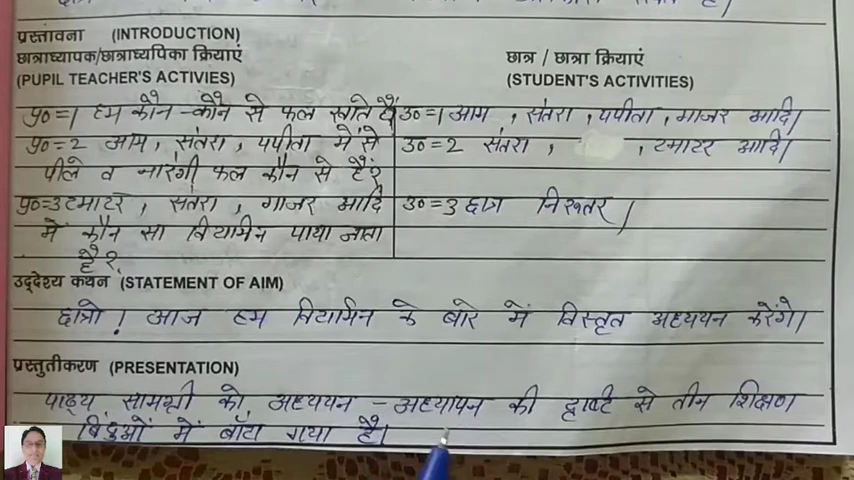 प्रस्तावना (INTRODUCTION)
छात्राध्यापक/छात्राध्यपिका क्रियाएं
छात्र / छात्रा क्रियाएं
(PUPIL TEACHER'S ACTIVIES)
(STUDENT'S ACTIVITIES)
प्र०=1 हम कौन-कौन से फल खाते हैं
उ०=1 आम, संतरा, पपीता, गाजर आदि।
प्र०=2 आम, संतरा, पपीता में से
पीले व नारंगी फल कौन से हैं?
उ०=2 संतरा, , टमाटर आदि।
प्र०=3 टमाटर, संतरा, गाजर आदि
में कौन सा विटामिन पाया जाता
है?
उ०=3 छात्र निरुतर।
उद्देश्य कथन (STATEMENT OF AIM)
छात्रो! आज हम विटामिन के बारे में विस्तृत अध्ययन करेंगे।
प्रस्तुतीकरण (PRESENTATION)
पाठ्य सामग्री को अध्ययन - अध्यापन की दृष्टि से तीन शिक्षण
बिंदुओं में बाँटा गया है।